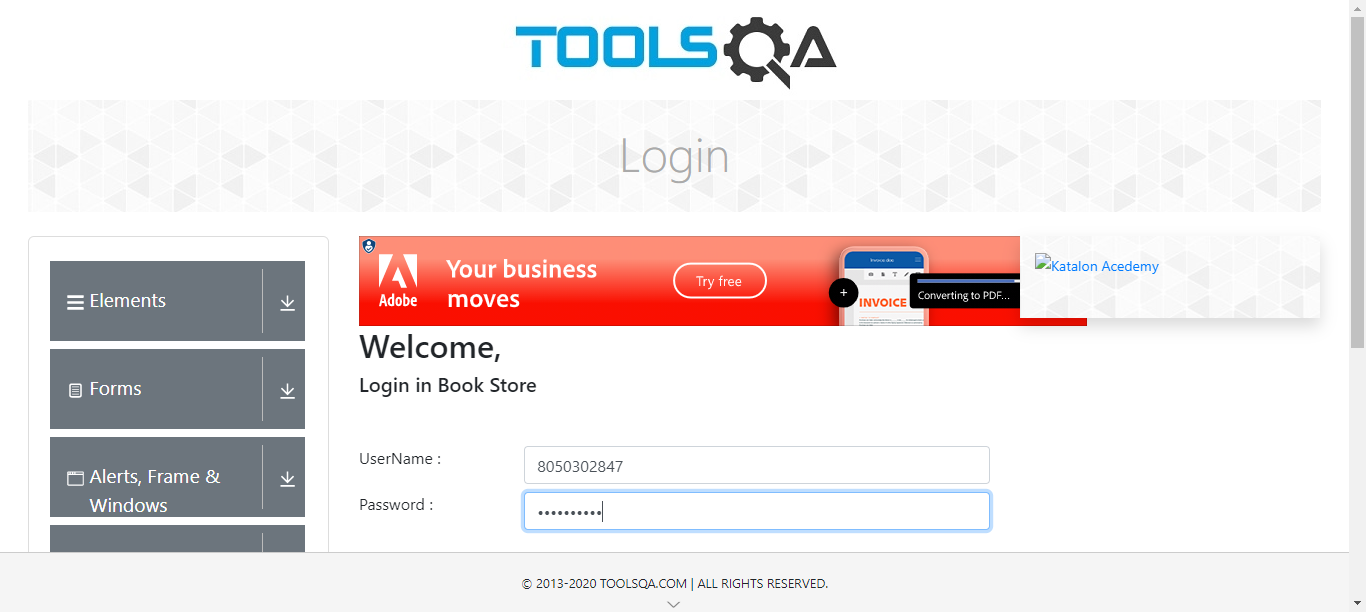 TOOLSQA
Login
Elements
Forms
Alerts, Frame &
Windows
Adobe
Your business
moves
Try free
Invoice.doc
INVOICE
Converting to PDF...
Katalon Acedemy
Welcome,
Login in Book Store
UserName :
8050302847
Password :
••••••••••
© 2013-2020 TOOLSQA.COM | ALL RIGHTS RESERVED.